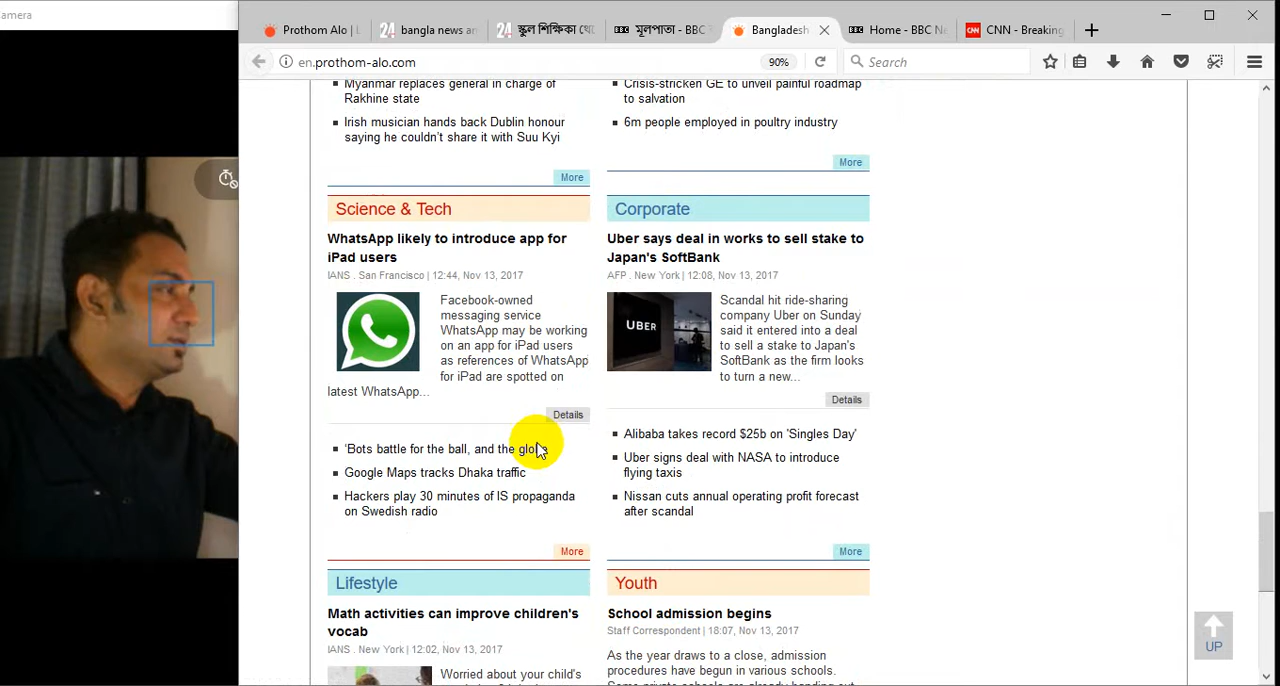 amera
Prothom Alo | L
bangla news an
স্কুল শিক্ষিকা থে
BBC মূলপাতা - BBC
Bangladesh
BBC Home - BBC Ne
CNN CNN - Breaking
en.prothom-alo.com
90%
Search
Myanmar replaces general in charge of
Rakhine state
Irish musician hands back Dublin honour
saying he couldn't share it with Suu Kyi
More
Crisis-stricken GE to unveil painful roadmap
to salvation
6m people employed in poultry industry
More
Science & Tech
WhatsApp likely to introduce app for
iPad users
IANS . San Francisco | 12:44, Nov 13, 2017
Facebook-owned
messaging service
WhatsApp may be working
on an app for iPad users
as references of WhatsApp
for iPad are spotted on
latest WhatsApp...
Details
'Bots battle for the ball, and the globe
Google Maps tracks Dhaka traffic
Hackers play 30 minutes of IS propaganda
on Swedish radio
More
Corporate
Uber says deal in works to sell stake to
Japan's SoftBank
AFP . New York | 12:08, Nov 13, 2017
UBER
Scandal hit ride-sharing
company Uber on Sunday
said it entered into a deal
to sell a stake to Japan's
SoftBank as the firm looks
to turn a new...
Details
Alibaba takes record $25b on 'Singles Day'
Uber signs deal with NASA to introduce
flying taxis
Nissan cuts annual operating profit forecast
after scandal
More
Lifestyle
Math activities can improve children's
vocab
IANS . New York | 12:02, Nov 13, 2017
Worried about your child's
Youth
School admission begins
Staff Correspondent | 18:07, Nov 13, 2017
As the year draws to a close, admission
procedures have begun in various schools.
UP